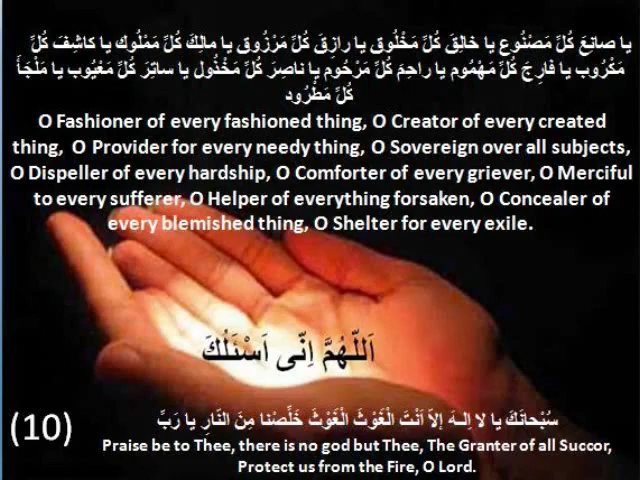 يا صانِعَ كُلِّ مَصْنُوعٍ يا خالِقَ كُلِّ مَخْلُوقٍ يا رازِقَ كُلِّ مَرْزُوقٍ يا مالِكَ كُلِّ مَمْلُوكٍ يا كاشِفَ كُلِّ
مَكْرُوبٍ يا فارِجَ كُلِّ مَهْمُومٍ يا راحِمَ كُلِّ مَرْحُومٍ يا ناصِرَ كُلِّ مَخْذُولٍ يا ساتِرَ كُلِّ مَعْيُوبٍ يا مَلْجَأَ
كُلِّ مَطْرُودٍ
O Fashioner of every fashioned thing, O Creator of every created
thing, O Provider for every needy thing, O Sovereign over all subjects,
O Dispeller of every hardship, O Comforter of every griever, O Merciful
to every sufferer, O Helper of everything forsaken, O Concealer of
every blemished thing, O Shelter for every exile.
اَللّهُمَّ اِنّى اَسْئَلُكَ
سُبْحانَكَ يا لا اِلـهَ اِلاّ اَنْتَ الْغَوْثَ الْغَوْثَ خَلِّصْنا مِنَ النّارِ يا رَبِّ
(10)
Praise be to Thee, there is no god but Thee, The Granter of all Succor,
Protect us from the Fire, O Lord.